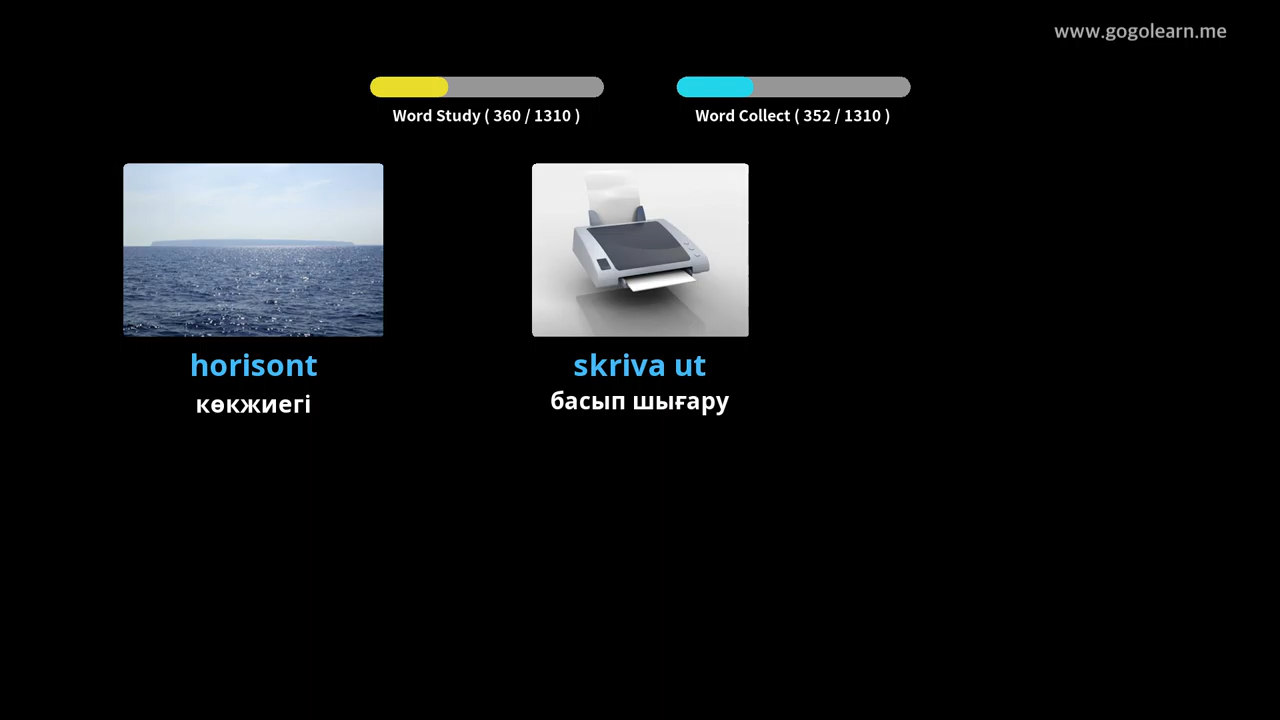 www.gogolearn.me
Word Study ( 360 / 1310 )
Word Collect ( 352 / 1310 )
horisont
көкжиегі
skriva ut
басып шығару